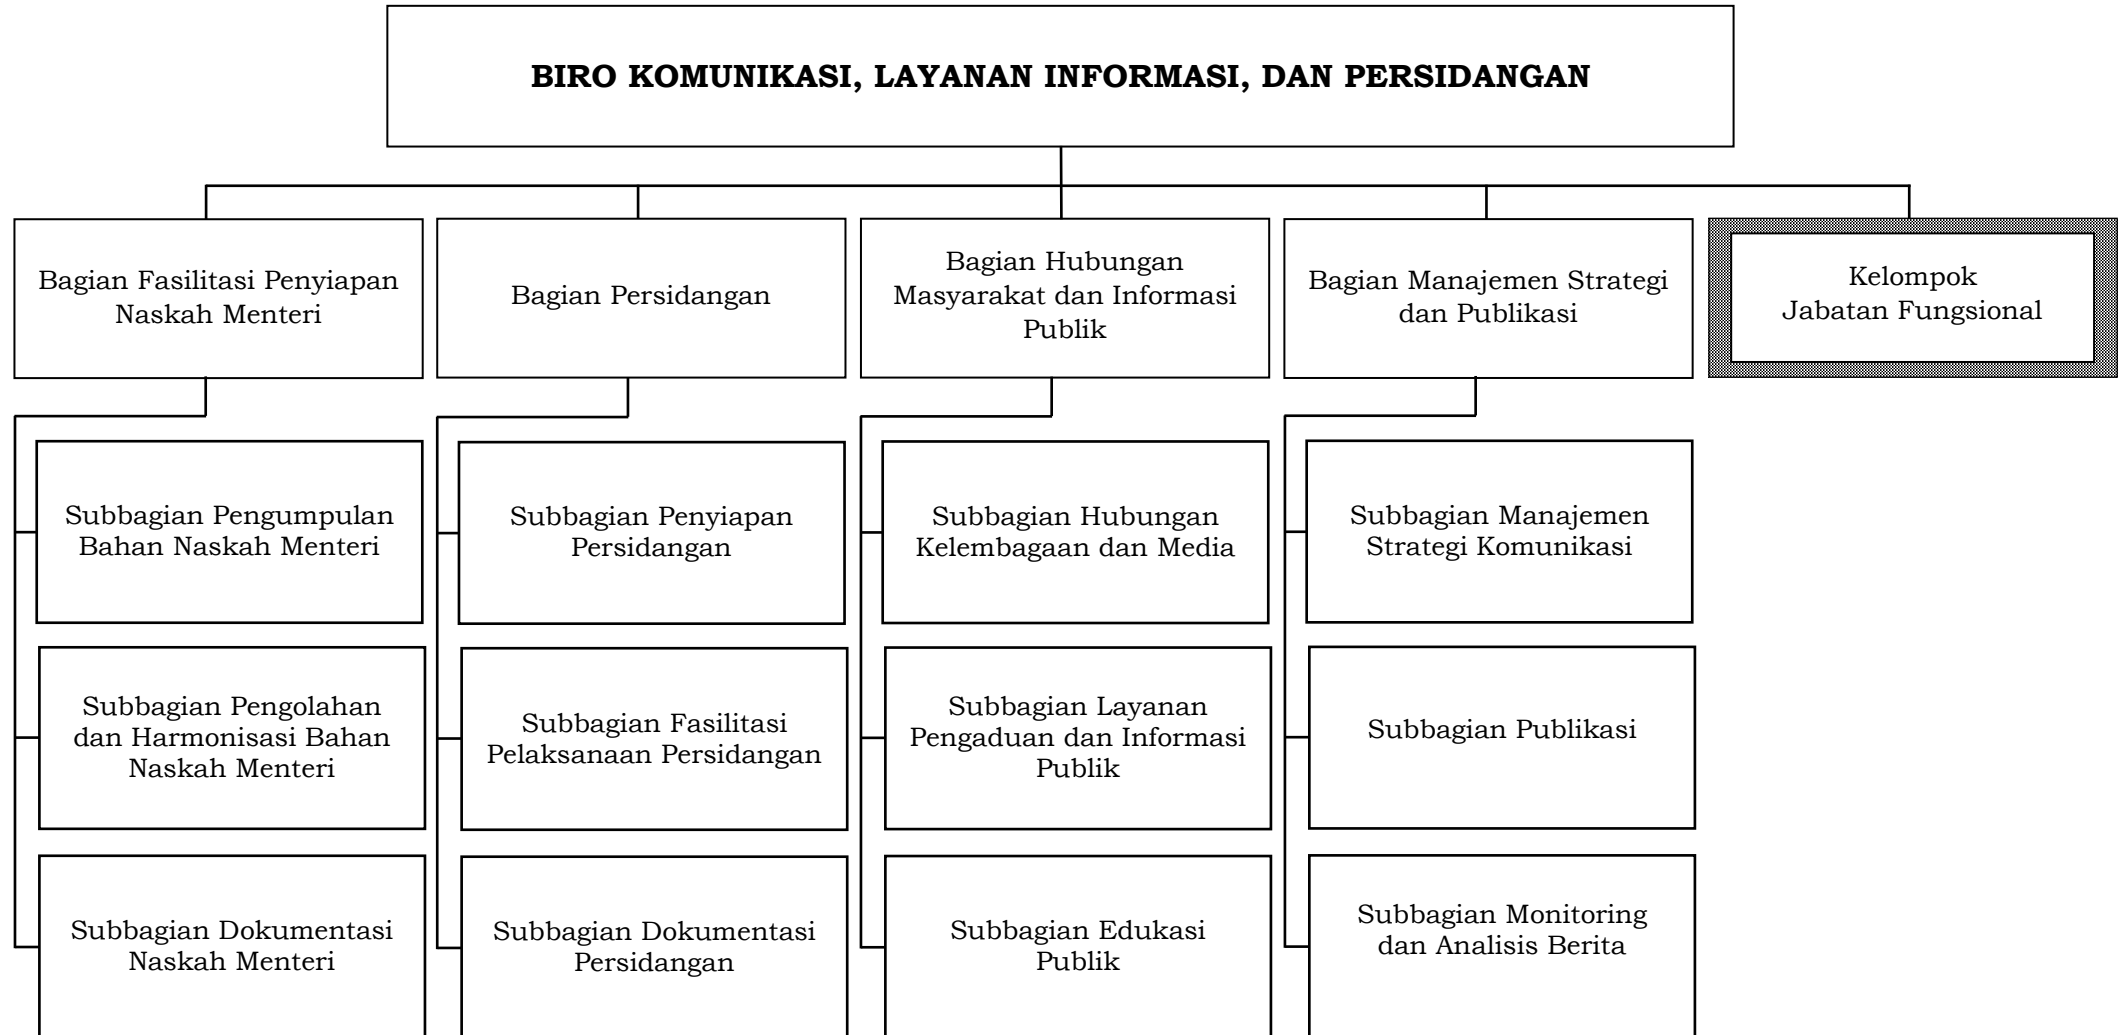 BIRO KOMUNIKASI, LAYANAN INFORMASI, DAN PERSIDANGAN
Bagian Fasilitasi Penyiapan
Naskah Menteri
Bagian Persidangan
Bagian Hubungan
Masyarakat dan Informasi
Publik
Bagian Manajemen Strategi
dan Publikasi
Kelompok
Jabatan Fungsional
Subbagian Pengumpulan
Bahan Naskah Menteri
Subbagian Penyiapan
Persidangan
Subbagian Hubungan
Kelembagaan dan Media
Subbagian Manajemen
Strategi Komunikasi
Subbagian Pengolahan
dan Harmonisasi Bahan
Naskah Menteri
Subbagian Fasilitasi
Pelaksanaan Persidangan
Subbagian Layanan
Pengaduan dan Informasi
Publik
Subbagian Publikasi
Subbagian Dokumentasi
Naskah Menteri
Subbagian Dokumentasi
Persidangan
Subbagian Edukasi
Publik
Subbagian Monitoring
dan Analisis Berita